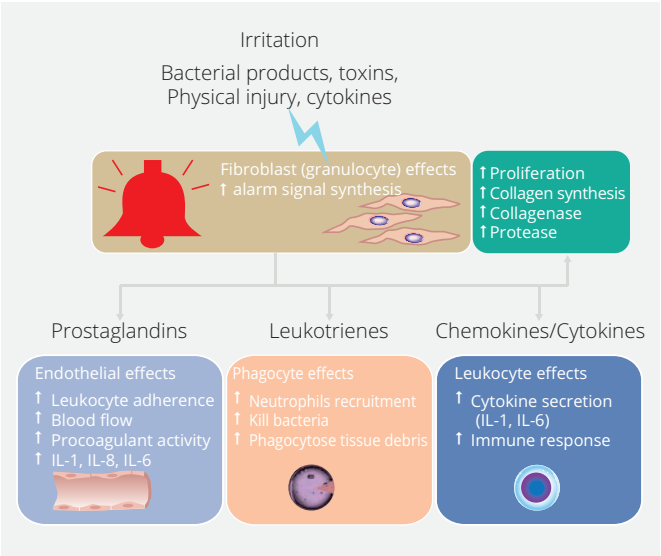 Irritation
Bacterial products, toxins,
Physical injury, cytokines
Fibroblast (granulocyte) effects
↑ alarm signal synthesis
↑ Proliferation
↑ Collagen synthesis
↑ Collagenase
↑ Protease
Prostaglandins
Endothelial effects
↑ Leukocyte adherence
↑ Blood flow
↑ Procoagulant activity
↑ IL-1, IL-8, IL-6
Leukotrienes
Phagocyte effects
↑ Neutrophils recruitment
↑ Kill bacteria
↑ Phagocytose tissue debris
Chemokines/Cytokines
Leukocyte effects
↑ Cytokine secretion
(IL-1, IL-6)
↑ Immune response